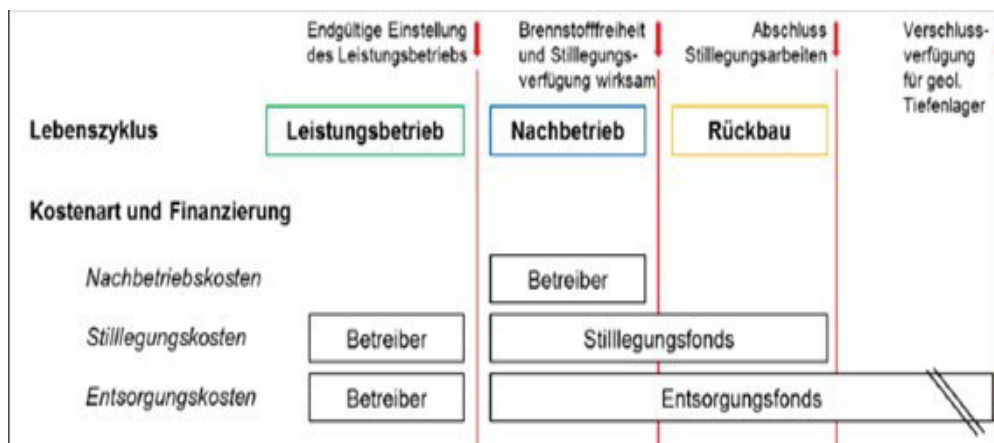 Endgültige Einstellung
des Leistungsbetriebs
Brennstofffreiheit
und Stilllegungs-
verfügung wirksam
Abschluss
Stilllegungsarbeiten
Verschluss-
verfügung
für geol.
Tiefenlager
Lebenszyklus
Leistungsbetrieb
Nachbetrieb
Rückbau
Kostenart und Finanzierung
Nachbetriebskosten
Betreiber
Stilllegungskosten
Betreiber
Stilllegungsfonds
Entsorgungskosten
Betreiber
Entsorgungsfonds